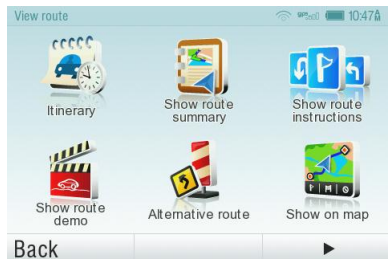 View route
10:47A
Itinerary
Show route
summary
Show route
instructions
Show route
demo
Alternative route
Show on map
Back